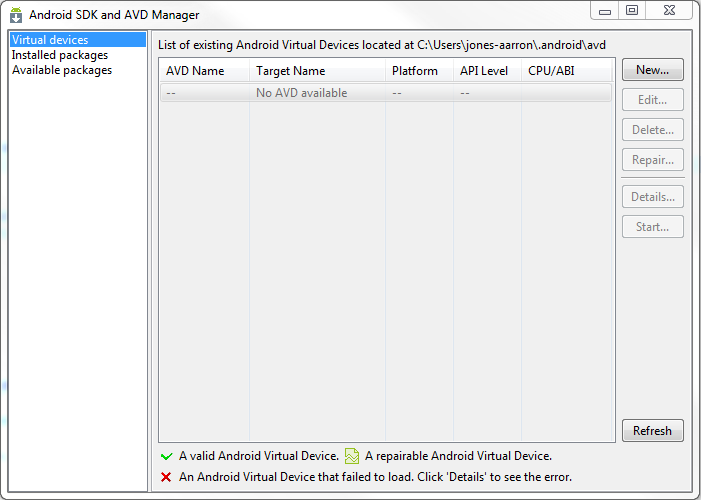 Android SDK and AVD Manager
Virtual devices
Installed packages
Available packages
List of existing Android Virtual Devices located at C:\Users\jones-aarron\.android\avd
AVD Name Target Name Platform API Level CPU/ABI
-- No AVD available -- --
New...
Edit...
Delete...
Repair...
Details...
Start...
Refresh
A valid Android Virtual Device. A repairable Android Virtual Device.
An Android Virtual Device that failed to load. Click 'Details' to see the error.